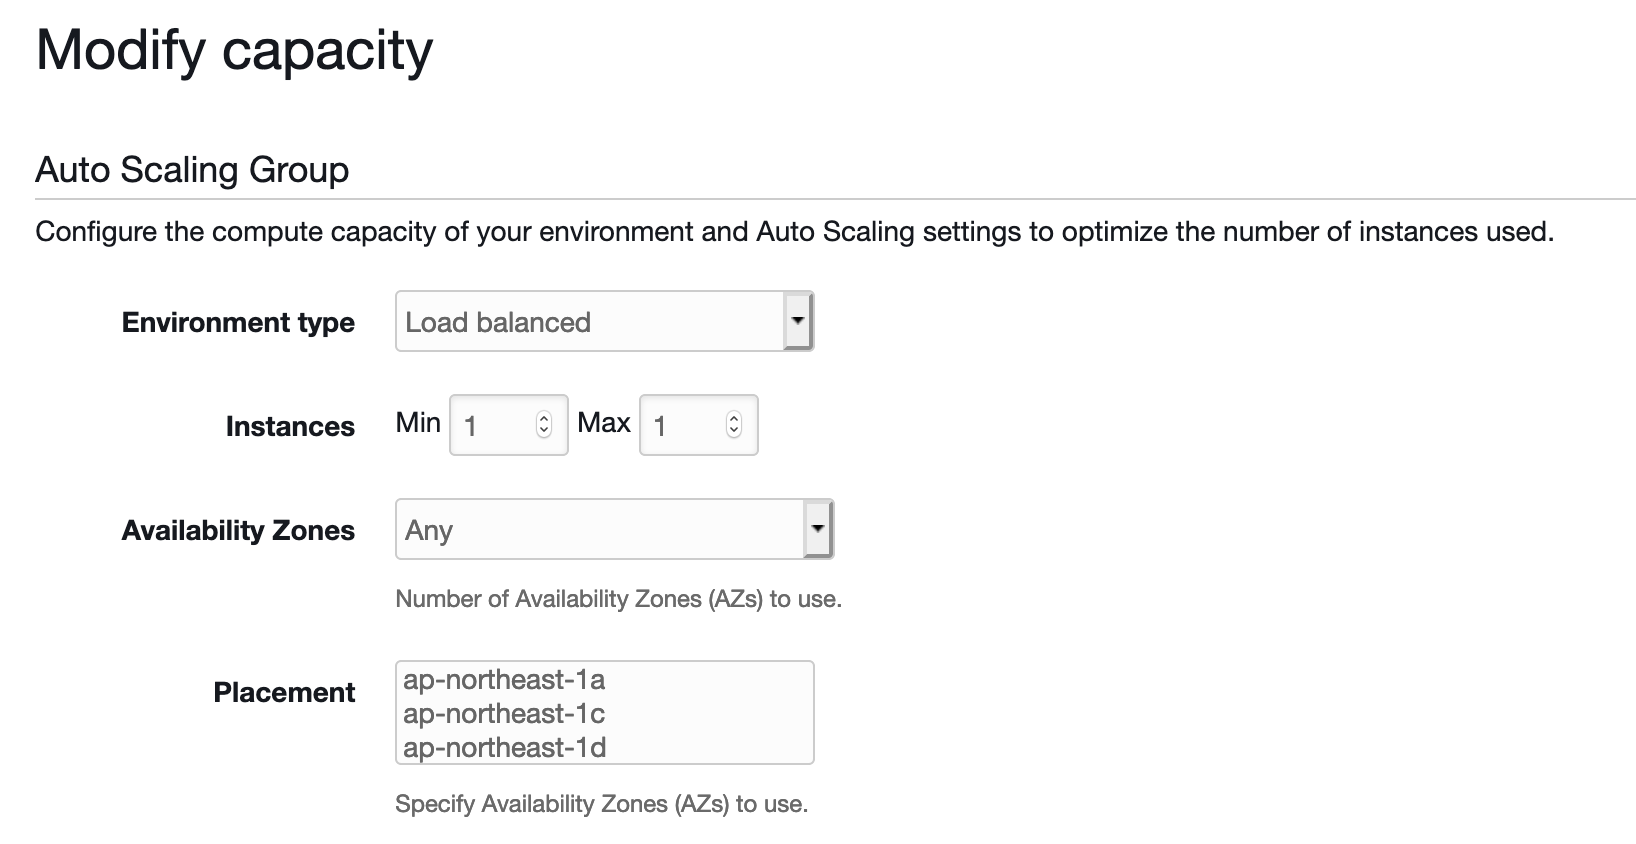 Modify capacity
Auto Scaling Group
Configure the compute capacity of your environment and Auto Scaling settings to optimize the number of instances used.
Environment type Load balanced
Instances Min 1 Max 1
Availability Zones Any
Number of Availability Zones (AZs) to use.
Placement ap-northeast-1a
ap-northeast-1c
ap-northeast-1d
Specify Availability Zones (AZs) to use.